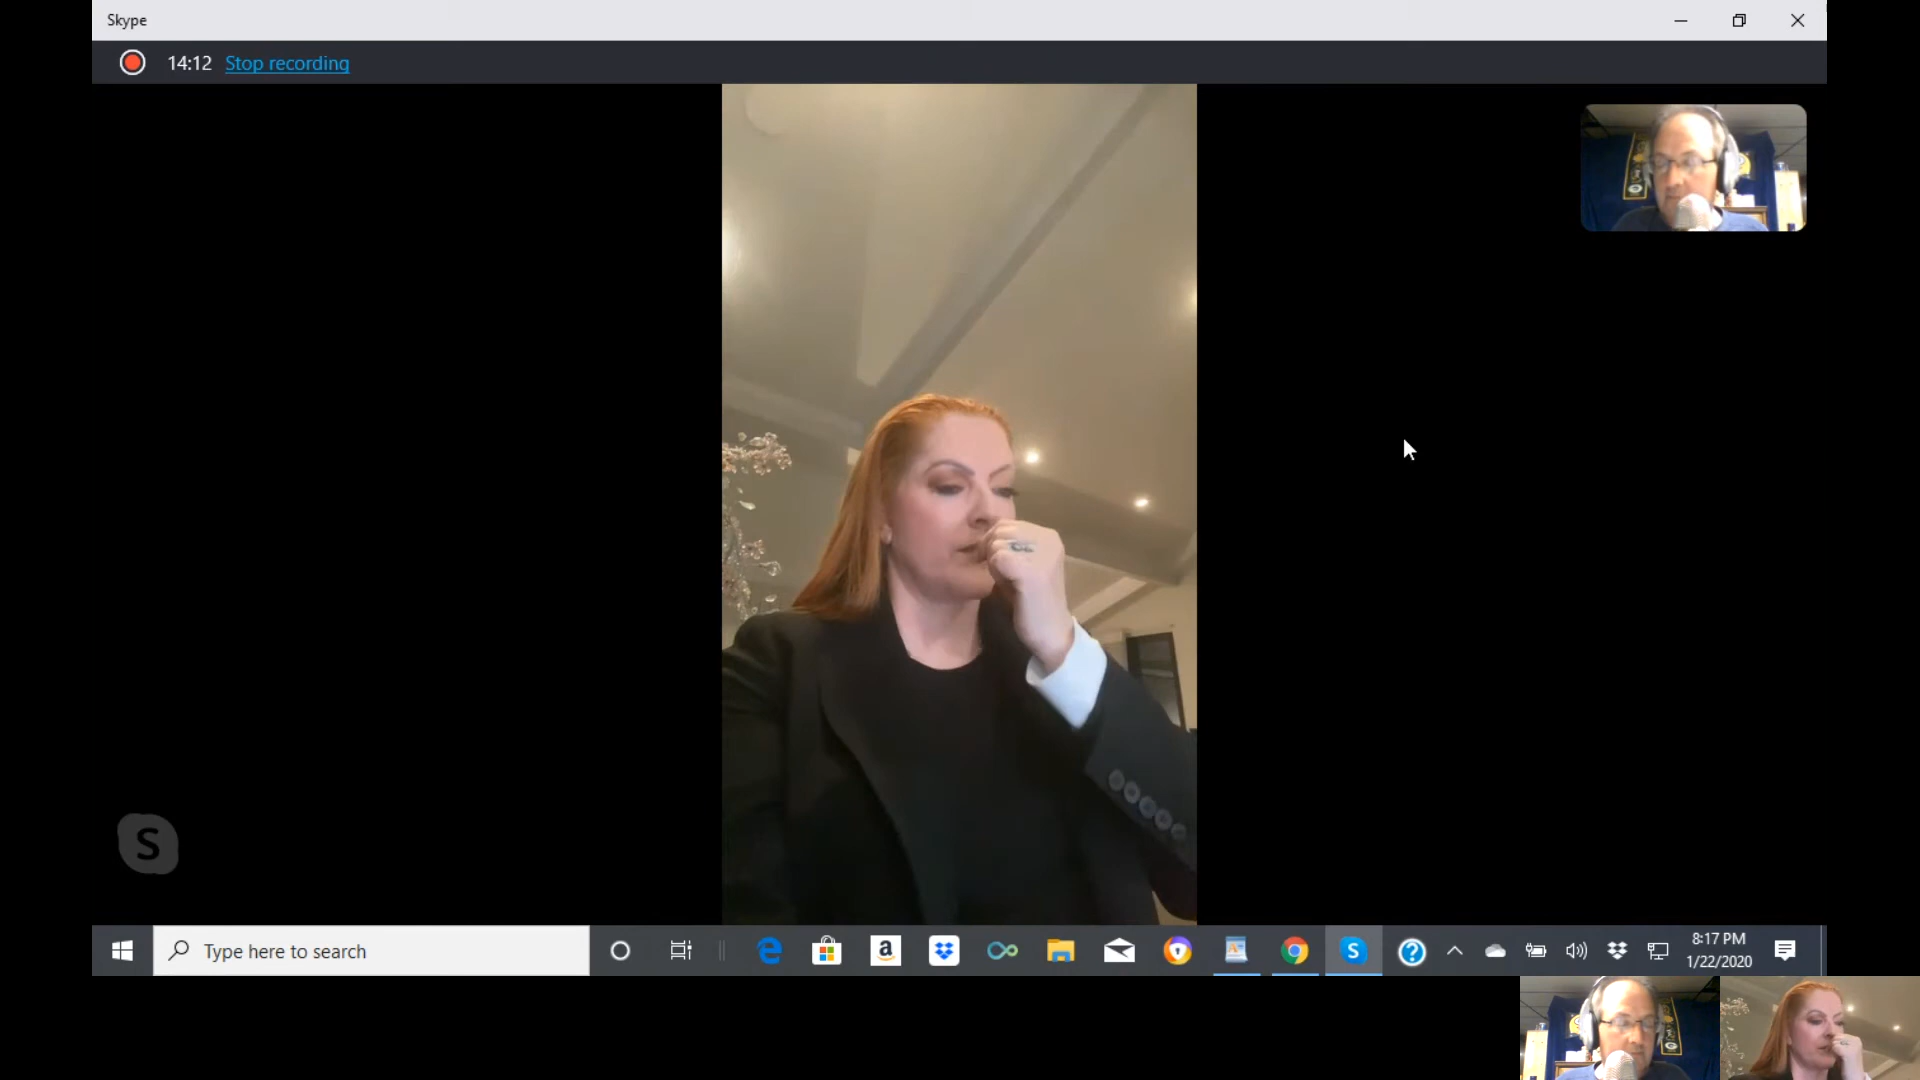 Skype
14:12 Stop recording
S
Type here to search
a
S
?
8:17 PM
1/22/2020